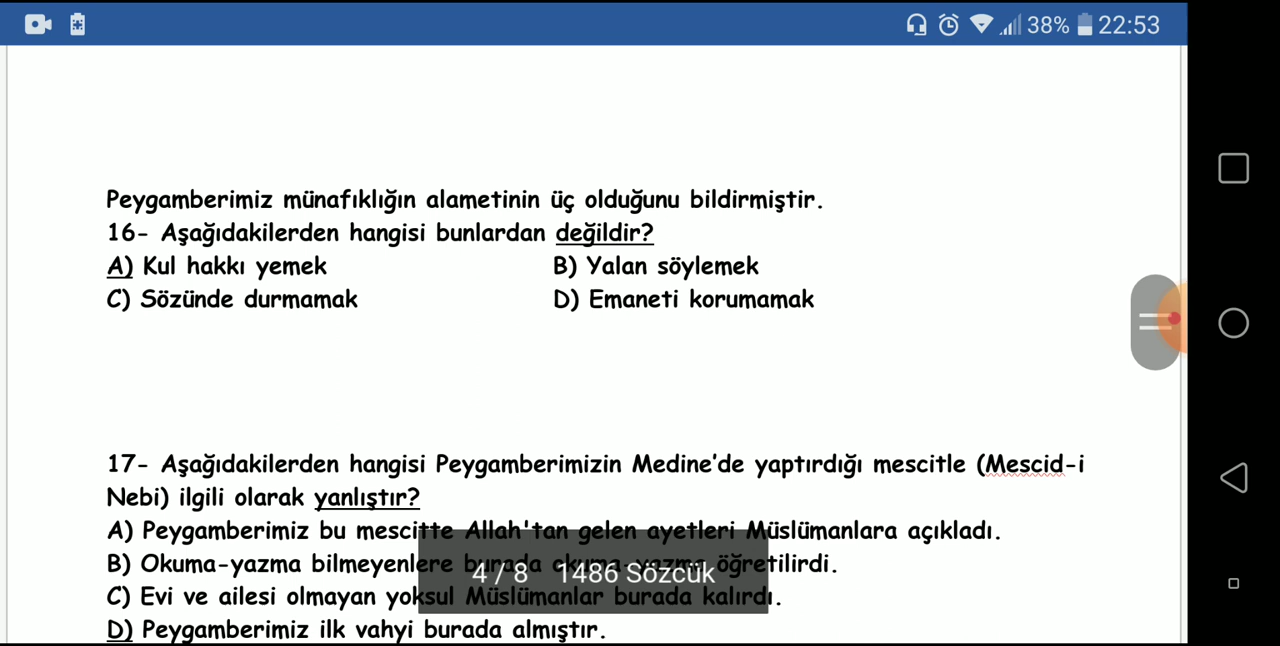 38% 22:53
Peygamberimiz münafıklığın alametinin üç olduğunu bildirmiştir.
16- Aşağıdakilerden hangisi bunlardan değildir?
A) Kul hakkı yemek B) Yalan söylemek
C) Sözünde durmamak D) Emaneti korumamak
17- Aşağıdakilerden hangisi Peygamberimizin Medine'de yaptırdığı mescitle (Mescid-i
Nebi) ilgili olarak yanlıştır?
A) Peygamberimiz bu mescitte Allah'tan gelen ayetleri Müslümanlara açıkladı.
B) Okuma-yazma bilmeyenlere burada okuma-yazma öğretilirdi.
4 / 8 1486 Sözcük
C) Evi ve ailesi olmayan yoksul Müslümanlar burada kalırdı.
D) Peygamberimiz ilk vahyi burada almıştır.